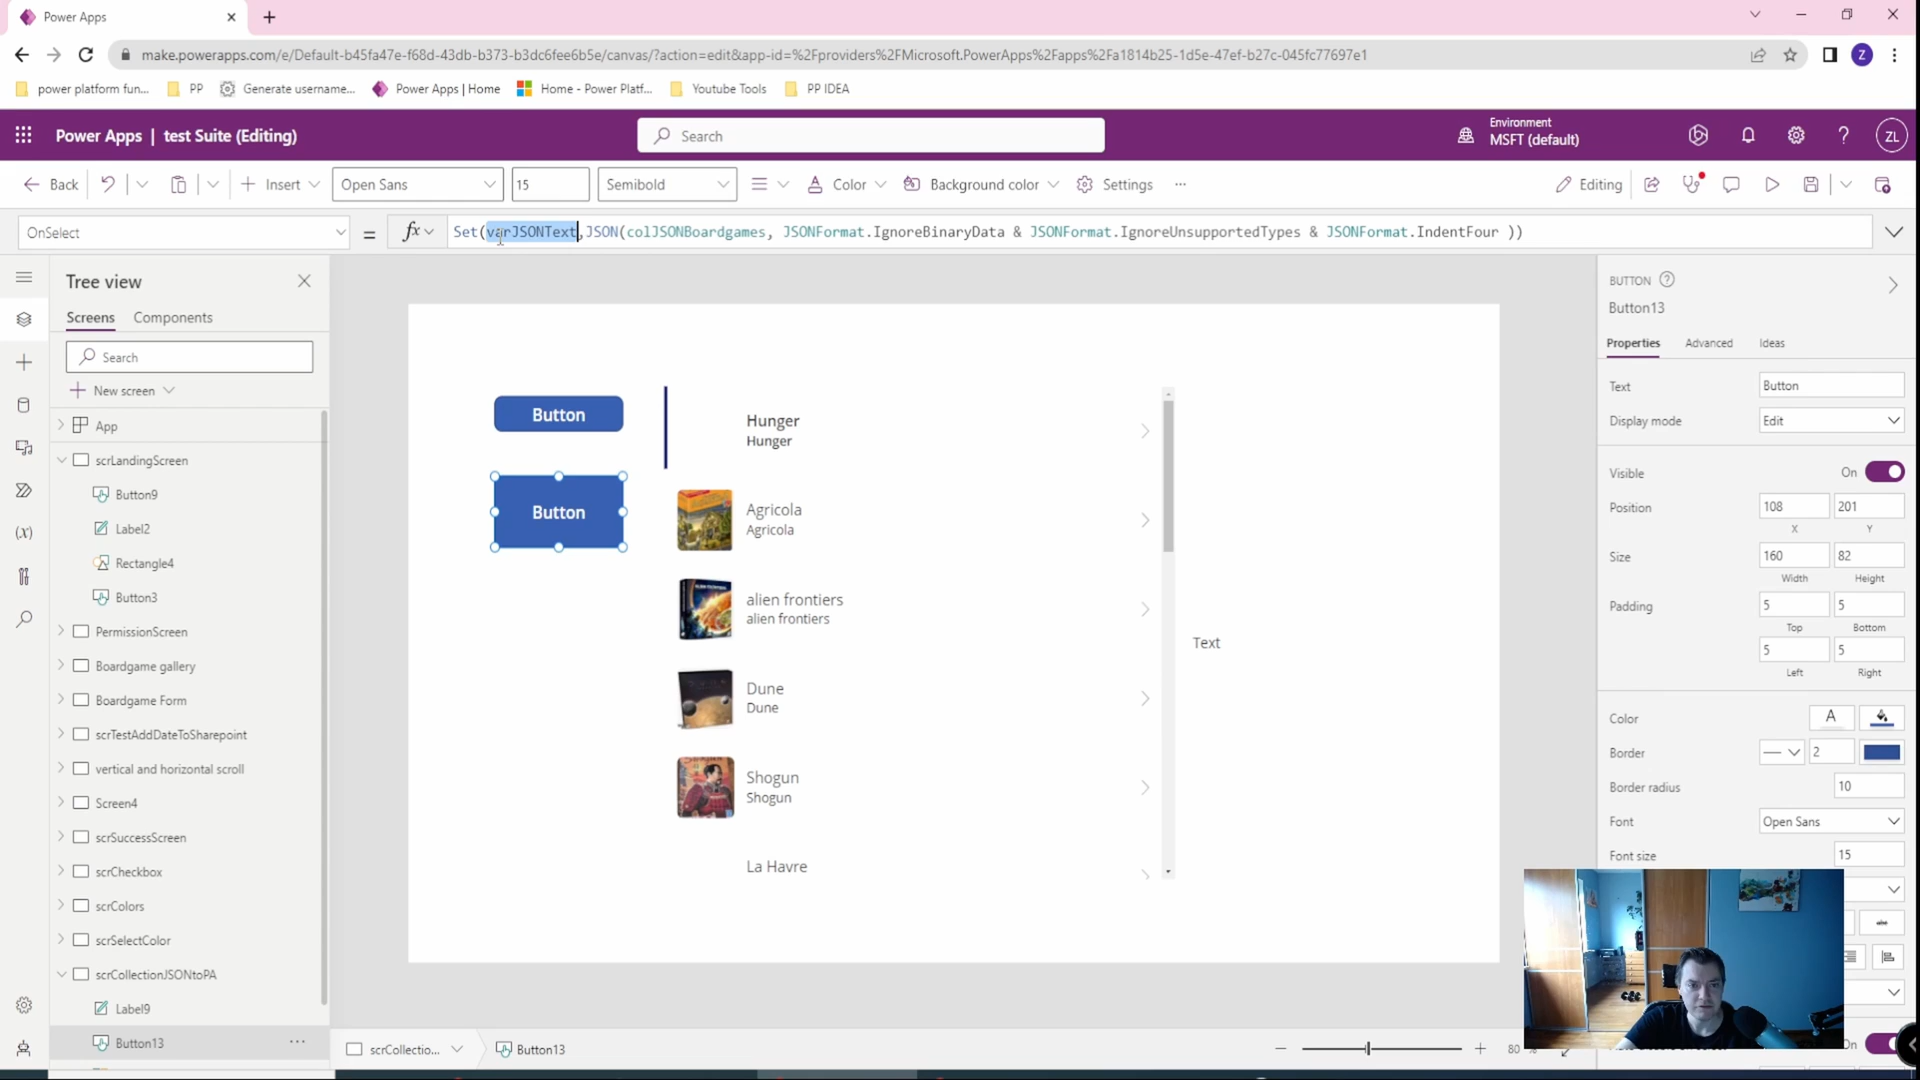 Power Apps
make.powerapps.com/e/Default-b45fa47e-f68d-43db-b373-b3dc6fee6b5e/canvas/?action=edit&app-id=%2Fproviders%2FMicrosoft.PowerApps%2Fapps%2Fa1814b25-1d5e-47ef-b27c-045fc77697e1
Z
power platform fun...
PP
Generate username...
Power Apps | Home
Home - Power Platf...
Youtube Tools
PP IDEA
Power Apps | test Suite (Editing)
Search
Environment
MSFT (default)
ZL
Back
Insert
Open Sans
15
Semibold
Color
Background color
Settings
Editing
OnSelect
= fx
Set(varJSONText,JSON(colJSONBoardgames, JSONFormat.IgnoreBinaryData & JSONFormat.IgnoreUnsupportedTypes & JSONFormat.IndentFour ))
Tree view
Screens
Components
Search
New screen
App
scrLandingScreen
Button9
Label2
Rectangle4
Button3
PermissionScreen
Boardgame gallery
Boardgame Form
scrTestAddDateToSharepoint
vertical and horizontal scroll
Screen4
scrSuccessScreen
scrCheckbox
scrColors
scrSelectColor
scrCollectionJSONtoPA
Label9
Button13
Button
Button
Hunger
Hunger
Agricola
Agricola
alien frontiers
alien frontiers
Dune
Dune
Shogun
Shogun
La Havre
Text
scrCollectio...
Button13
80 %
BUTTON
Button13
Properties
Advanced
Ideas
Text
Button
Display mode
Edit
Visible
On
Position
108
201
X
Y
Size
160
82
Width
Height
Padding
5
5
Top
Bottom
5
5
Left
Right
Color
A
Border
2
Border radius
10
Font
Open Sans
Font size
15
On